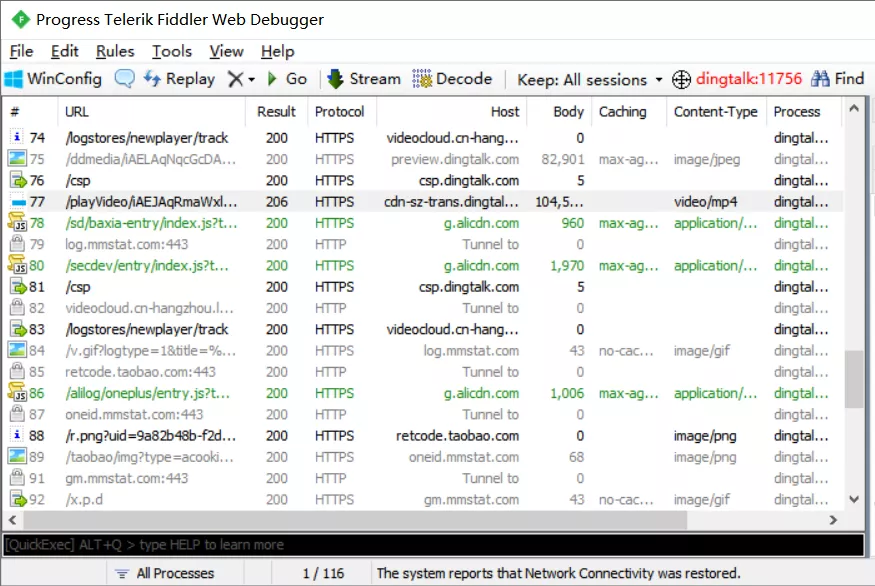 Progress Telerik Fiddler Web Debugger
File Edit Rules Tools View Help
WinConfig Replay Go Stream Decode Keep: All sessions dingtalk:11756 Find
# URL Result Protocol Host Body Caching Content-Type Process
74 /logstores/newplayer/track 200 HTTPS videocloud.cn-hang... 0 dingtal...
75 /ddmedia/iAELAqNqcGcDA... 200 HTTPS preview.dingtalk.com 82,901 max-ag... image/jpeg dingtal...
76 /csp 200 HTTPS csp.dingtalk.com 5 dingtal...
77 /playVideo/iAEJAqRmaWxl... 206 HTTPS cdn-sz-trans.dingtal... 104,5... video/mp4 dingtal...
78 /sd/baxia-entry/index.js?t... 200 HTTPS g.alicdn.com 960 max-ag... application/... dingtal...
79 log.mmstat.com:443 200 HTTP Tunnel to 0 dingtal...
80 /secdev/entry/index.js?t... 200 HTTPS g.alicdn.com 1,970 max-ag... application/... dingtal...
81 /csp 200 HTTPS csp.dingtalk.com 5 dingtal...
82 videocloud.cn-hangzhou.l... 200 HTTP Tunnel to 0 dingtal...
83 /logstores/newplayer/track 200 HTTPS videocloud.cn-hang... 0 dingtal...
84 /v.gif?logtype=1&title=%... 200 HTTPS log.mmstat.com 43 no-cac... image/gif dingtal...
85 retcode.taobao.com:443 200 HTTP Tunnel to 0 dingtal...
86 /alilog/oneplus/entry.js?t... 200 HTTPS g.alicdn.com 1,006 max-ag... application/... dingtal...
87 oneid.mmstat.com:443 200 HTTP Tunnel to 0 dingtal...
88 /r.png?uid=9a82b48b-f2d... 200 HTTPS retcode.taobao.com 0 image/png dingtal...
89 /taobao/img?type=acooki... 200 HTTPS oneid.mmstat.com 68 image/png dingtal...
91 gm.mmstat.com:443 200 HTTP Tunnel to 0 dingtal...
92 /x.p.d 200 HTTPS gm.mmstat.com 43 no-cac... image/gif dingtal...
[QuickExec] ALT+Q > type HELP to learn more
All Processes 1 / 116 The system reports that Network Connectivity was restored.